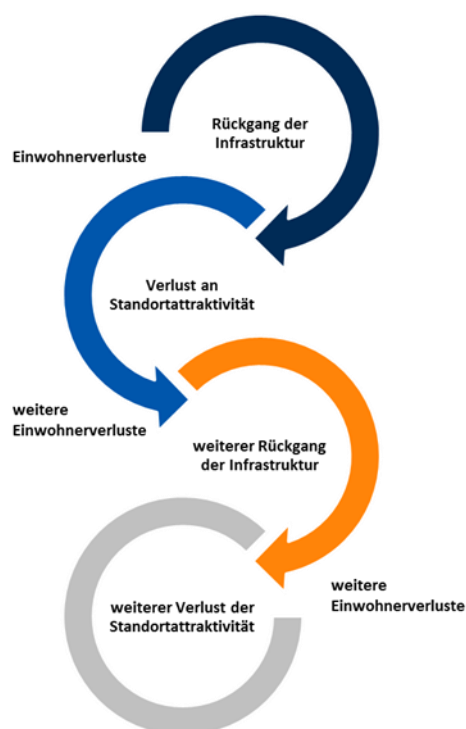 Rückgang der
Infrastruktur
Einwohnerverluste
Verlust an
Standortattraktivität
weitere
Einwohnerverluste
weiterer Rückgang
der Infrastruktur
weitere
Einwohnerverluste
weiterer Verlust der
Standortattraktivität